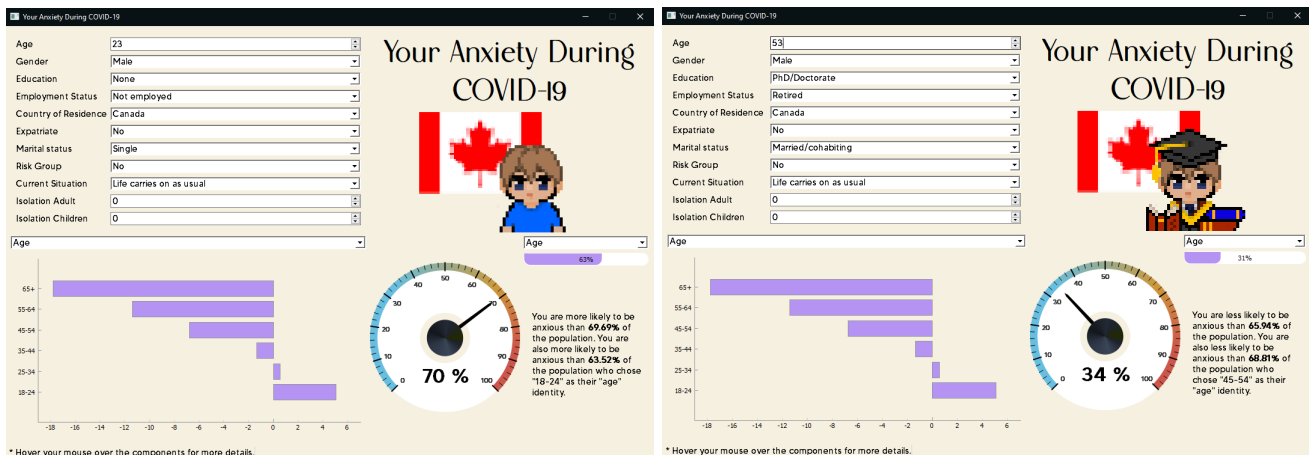 Your Anxiety During COVID-19
Age 23
Gender Male
Education None
Employment Status Not employed
Country of Residence Canada
Expatriate No
Marital status Single
Risk Group No
Current Situation Life carries on as usual
Isolation Adult 0
Isolation Children 0
Your Anxiety During
COVID-19
Age
Age
63%
65+
55-64
45-54
35-44
25-34
18-24
-18 -16 -14 -12 -10 -8 -6 -4 -2 0 2 4 6
0 10 20 30 40 50 60 70 80 90 100
70 %
You are more likely to be
anxious than 69.69% of
the population. You are
also more likely to be
anxious than 63.52% of
the population who chose
"18-24" as their "age"
identity.
* Hover your mouse over the components for more details.
Your Anxiety During COVID-19
Age 53
Gender Male
Education PhD/Doctorate
Employment Status Retired
Country of Residence Canada
Expatriate No
Marital status Married/cohabiting
Risk Group No
Current Situation Life carries on as usual
Isolation Adult 0
Isolation Children 0
Your Anxiety During
COVID-19
Age
Age
31%
65+
55-64
45-54
35-44
25-34
18-24
-18 -16 -14 -12 -10 -8 -6 -4 -2 0 2 4 6
0 10 20 30 40 50 60 70 80 90 100
34 %
You are less likely to be
anxious than 65.94% of
the population. You are
also less likely to be
anxious than 68.81% of
the population who
chose "45-54" as their
"age" identity.
* Hover your mouse over the components for more details.